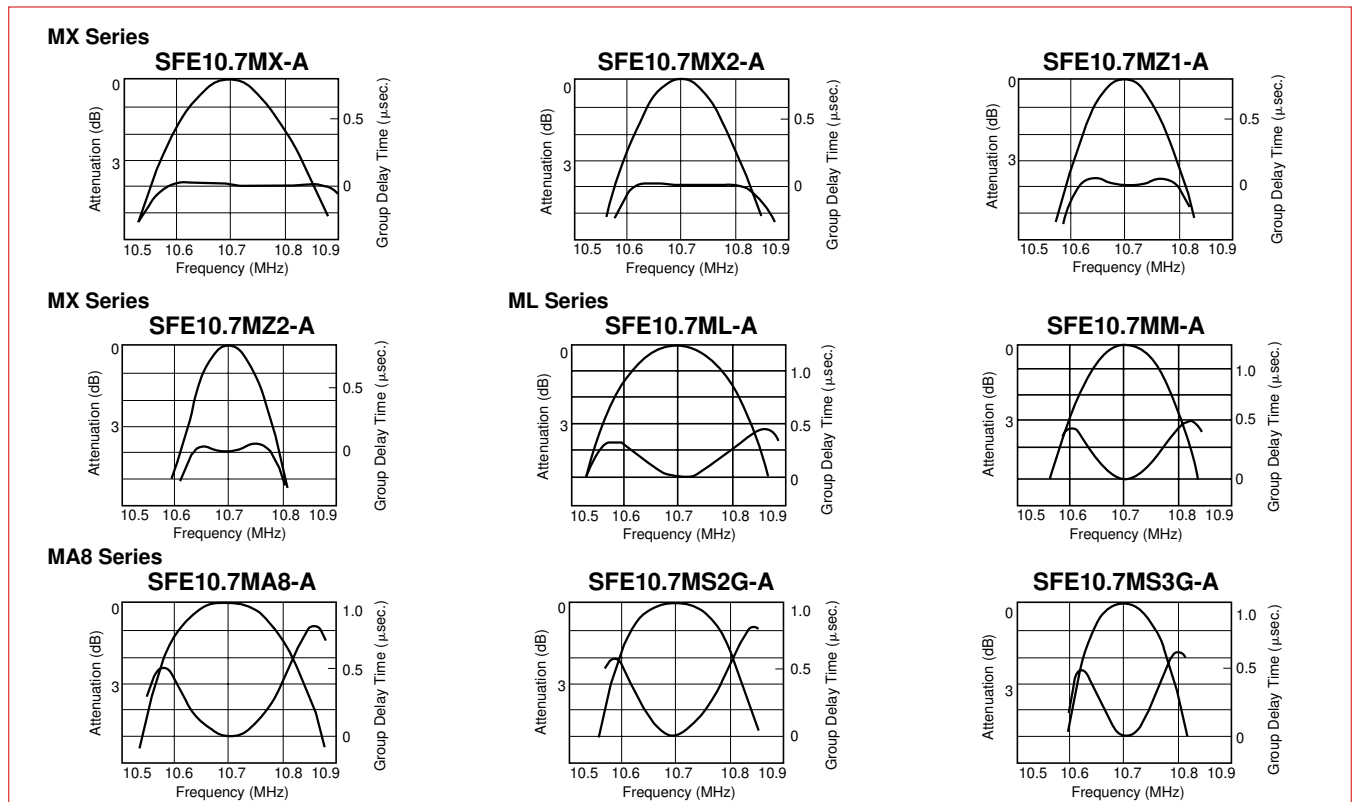 MX Series
SFE10.7MX-A
0
3
Attenuation (dB)
0.5
0
Group Delay Time (μsec.)
10.5 10.6 10.7 10.8 10.9
Frequency (MHz)
SFE10.7MX2-A
0
3
Attenuation (dB)
0.5
0
Group Delay Time (μsec.)
10.5 10.6 10.7 10.8 10.9
Frequency (MHz)
SFE10.7MZ1-A
0
3
Attenuation (dB)
0.5
0
Group Delay Time (μsec.)
10.5 10.6 10.7 10.8 10.9
Frequency (MHz)
MX Series
SFE10.7MZ2-A
0
3
Attenuation (dB)
0.5
0
Group Delay Time (μsec.)
10.5 10.6 10.7 10.8 10.9
Frequency (MHz)
ML Series
SFE10.7ML-A
0
3
Attenuation (dB)
1.0
0.5
0
Group Delay Time (μsec.)
10.5 10.6 10.7 10.8 10.9
Frequency (MHz)
SFE10.7MM-A
0
3
Attenuation (dB)
1.0
0.5
0
Group Delay Time (μsec.)
10.5 10.6 10.7 10.8 10.9
Frequency (MHz)
MA8 Series
SFE10.7MA8-A
0
3
Attenuation (dB)
1.0
0.5
0
Group Delay Time (μsec.)
10.5 10.6 10.7 10.8 10.9
Frequency (MHz)
SFE10.7MS2G-A
0
3
Attenuation (dB)
1.0
0.5
0
Group Delay Time (μsec.)
10.5 10.6 10.7 10.8 10.9
Frequency (MHz)
SFE10.7MS3G-A
0
3
Attenuation (dB)
1.0
0.5
0
Group Delay Time (μsec.)
10.5 10.6 10.7 10.8 10.9
Frequency (MHz)